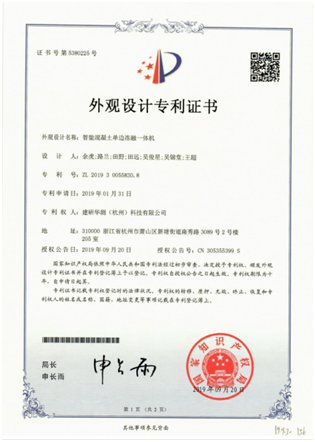 证书号第5380225号
外观设计专利证书
外观设计名称：智能混凝土单边冻融一体机
设 计 人：余虎;路兰;田野;田远;吴俊星;吴锦棠;王超
专 利 号：ZL 2019 3 0055830.8
专利申请日：2019年01月31日
专 利 权 人：建研华测（杭州）科技有限公司
地 址：310000 浙江省杭州市萧山区新塘街道南秀路3089号2号楼
205室
授权公告日：2019年09月20日
授权公告号：CN 305355399 S
国家知识产权局依照中华人民共和国专利法经过初步审查，决定授予专利权，颁发外观
设计专利证书并在专利登记簿上予以登记。专利权自授权公告之日起生效。专利权期限为十
年，自申请日起算。
专利证书记载专利权登记时的法律状况。专利权的转移、质押、无效、终止、恢复和专利
权人的姓名或名称、国籍、地址变更等事项记载在专利登记簿上。
局长
申长雨
申长雨
国家知识产权局
2019年09月20日
第 1 页（共 2 页）
其他事项参见背面